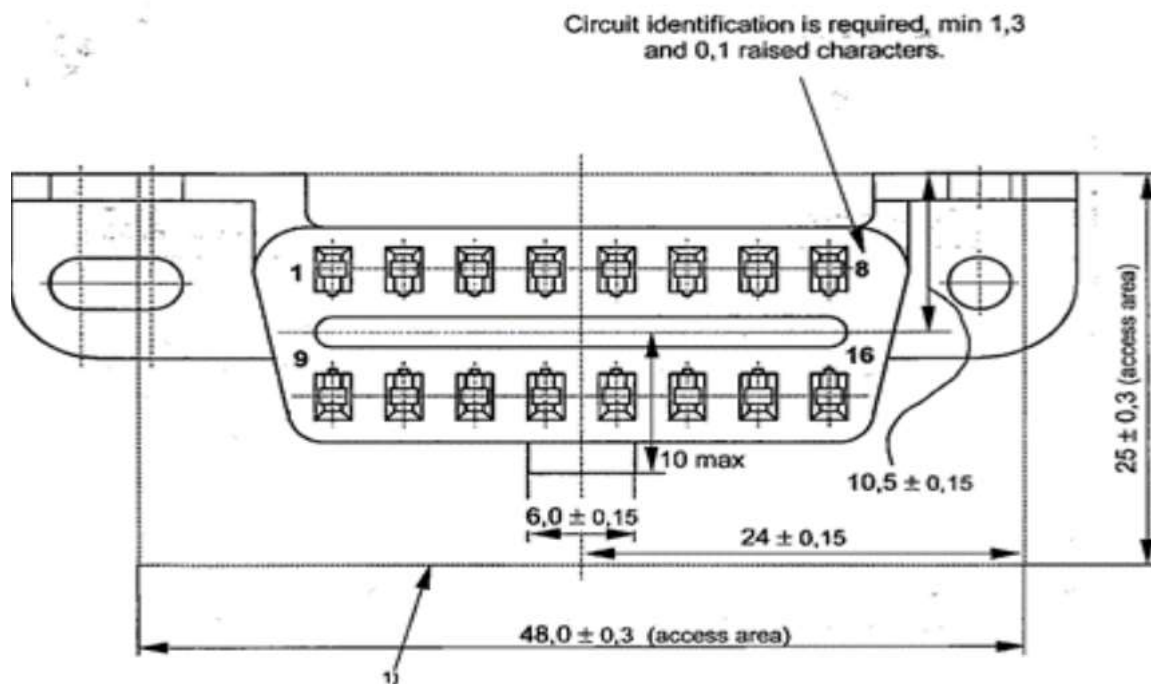 Circuit identification is required, min 1,3
and 0,1 raised characters.
1
8
9
16
10 max
10,5 ± 0,15
25 ± 0,3 (access area)
6,0 ± 0,15
24 ± 0,15
48,0 ± 0,3 (access area)
1)